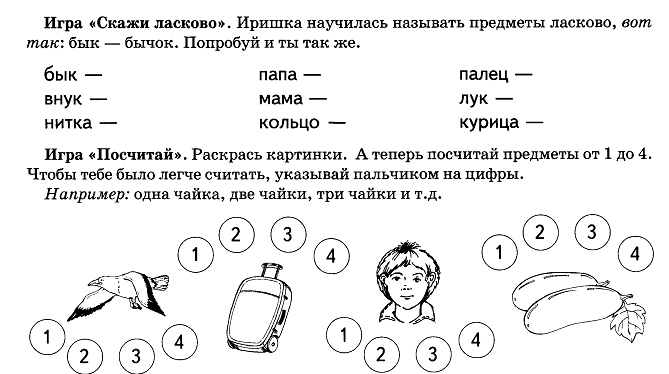 Игра «Скажи ласково». Иришка научилась называть предметы ласково, вот
так: бык — бычок. Попробуй и ты так же.
бык — папа — палец —
внук — мама — лук —
нитка — кольцо — курица —
Игра «Посчитай». Раскрась картинки. А теперь посчитай предметы от 1 до 4.
Чтобы тебе было легче считать, указывай пальчиком на цифры.
Например: одна чайка, две чайки, три чайки и т.д.
1 2 3 4
1 2 3 4
1 2 3 4
1 2 3 4